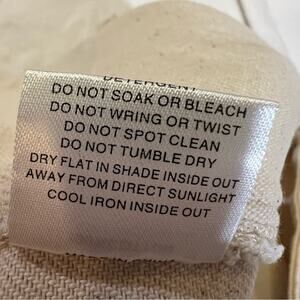 DETERGENT
DO NOT SOAK OR BLEACH
DO NOT WRING OR TWIST
DO NOT SPOT CLEAN
DO NOT TUMBLE DRY
DRY FLAT IN SHADE INSIDE OUT
AWAY FROM DIRECT SUNLIGHT
COOL IRON INSIDE OUT